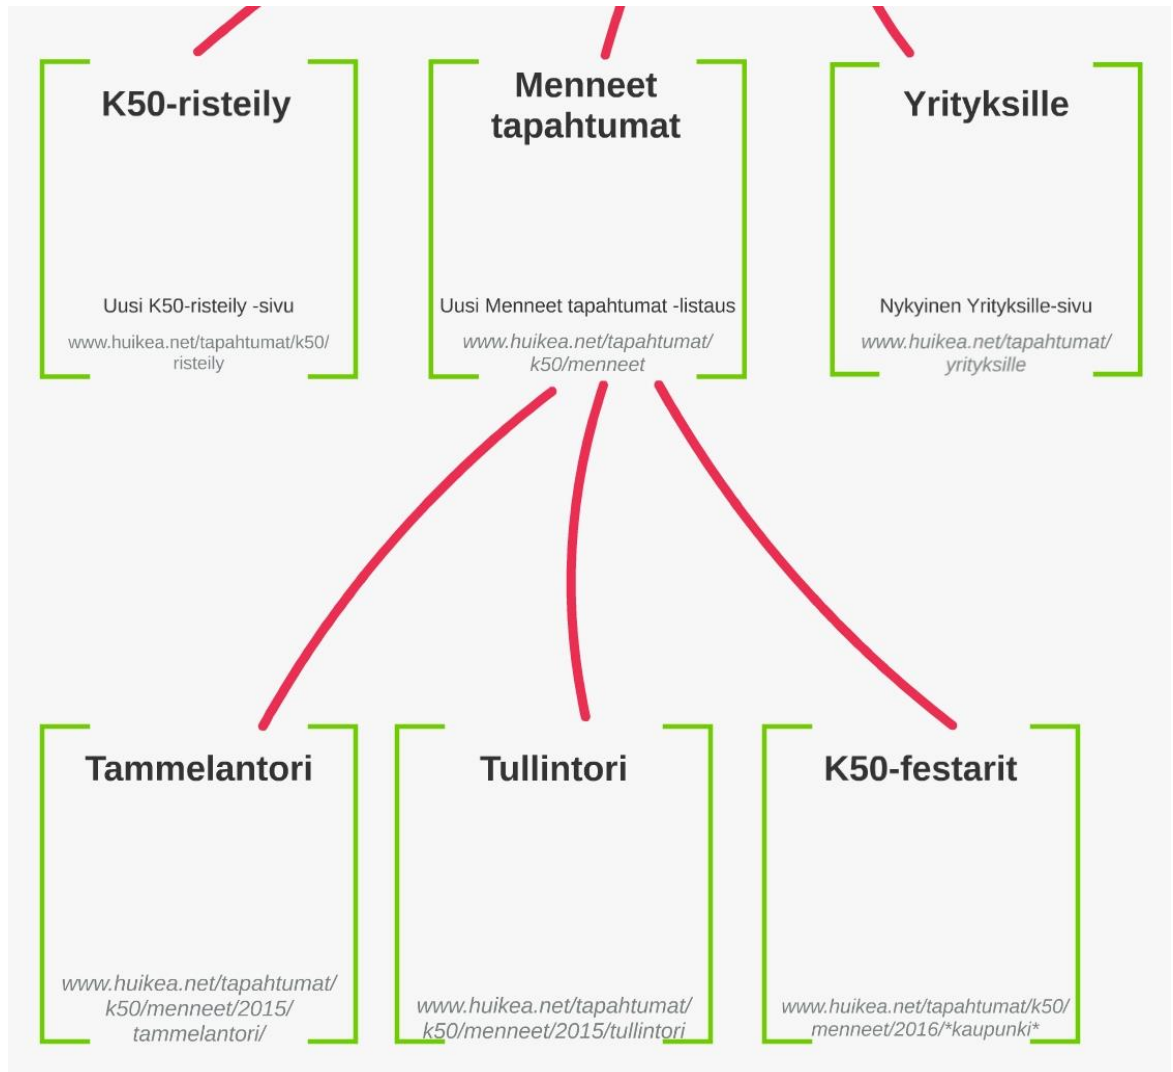 K50-risteily
Uusi K50-risteily -sivu
www.huikea.net/tapahtumat/k50/
risteily
Menneet
tapahtumat
Uusi Menneet tapahtumat -listaus
www.huikea.net/tapahtumat/
k50/menneet
Yrityksille
Nykyinen Yrityksille-sivu
www.huikea.net/tapahtumat/
yrityksille
Tammelantori
www.huikea.net/tapahtumat/
k50/menneet/2015/
tammelantori/
Tullintori
www.huikea.net/tapahtumat/
k50/menneet/2015/tullintori
K50-festarit
www.huikea.net/tapahtumat/k50/
menneet/2016/*kaupunki*